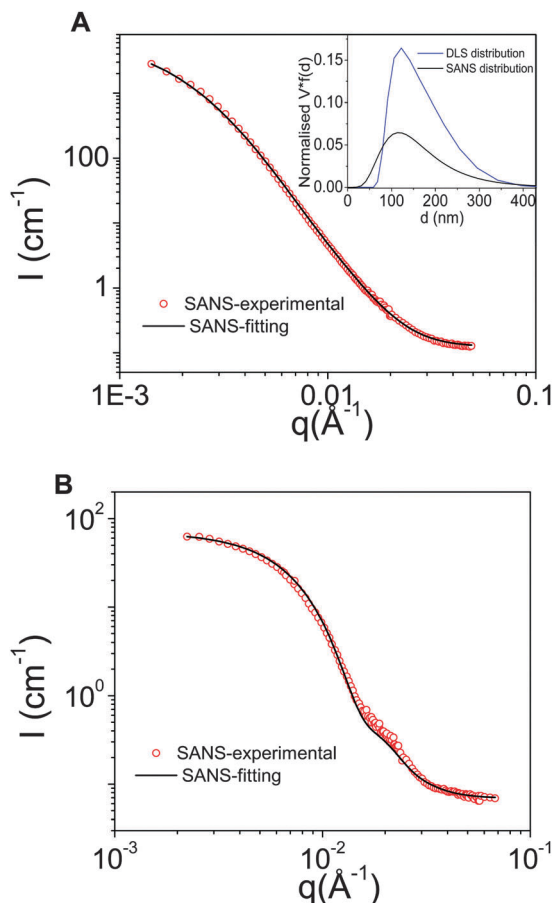 A
I (cm⁻¹)
100
1
1E-3
0.01
0.1
q(Å⁻¹)
SANS-experimental
SANS-fitting
Normalised V*f(d)
0.15
0.10
0.05
0.00
0
100
200
300
400
d (nm)
DLS distribution
SANS distribution
B
I (cm⁻¹)
10²
10⁰
10⁻³
10⁻²
10⁻¹
q(Å⁻¹)
SANS-experimental
SANS-fitting